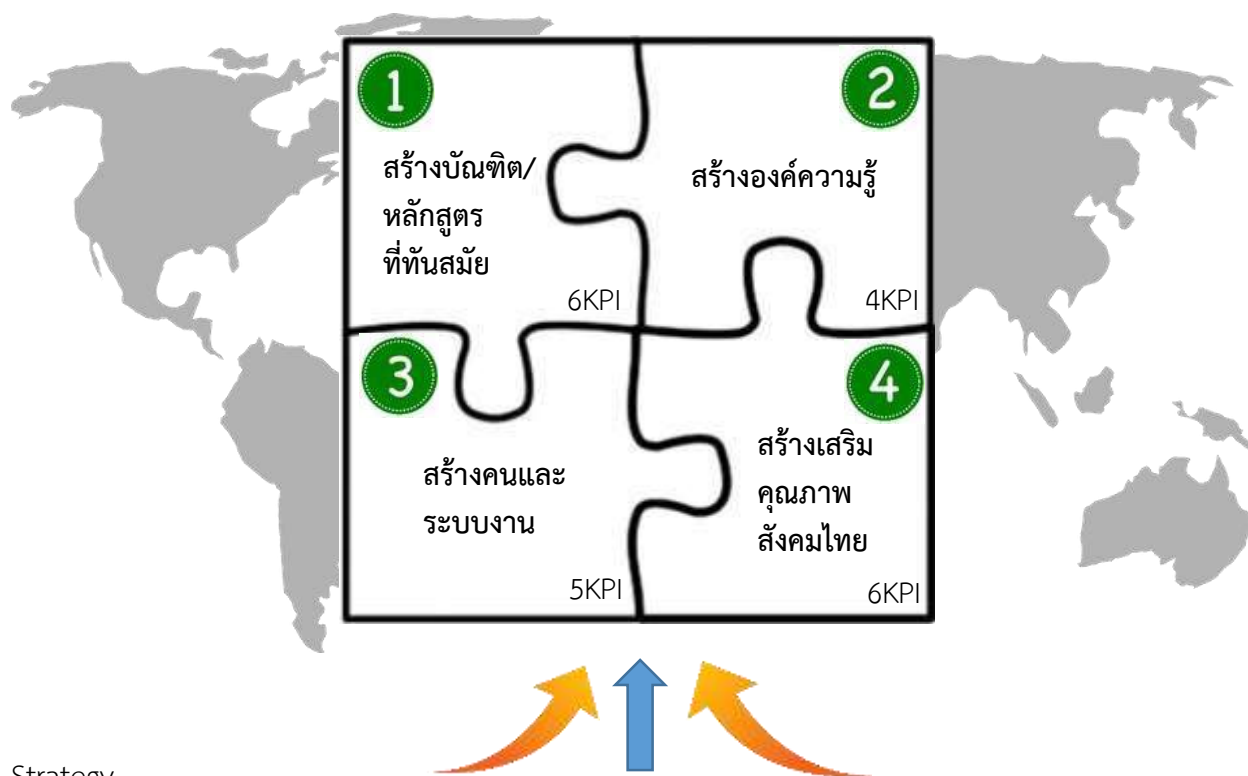 1
สร้างบัณฑิต/
หลักสูตร
ที่ทันสมัย
6KPI
2
สร้างองค์ความรู้
4KPI
3
สร้างคนและ
ระบบงาน
5KPI
4
สร้างเสริม
คุณภาพ
สังคมไทย
6KPI
Strategy